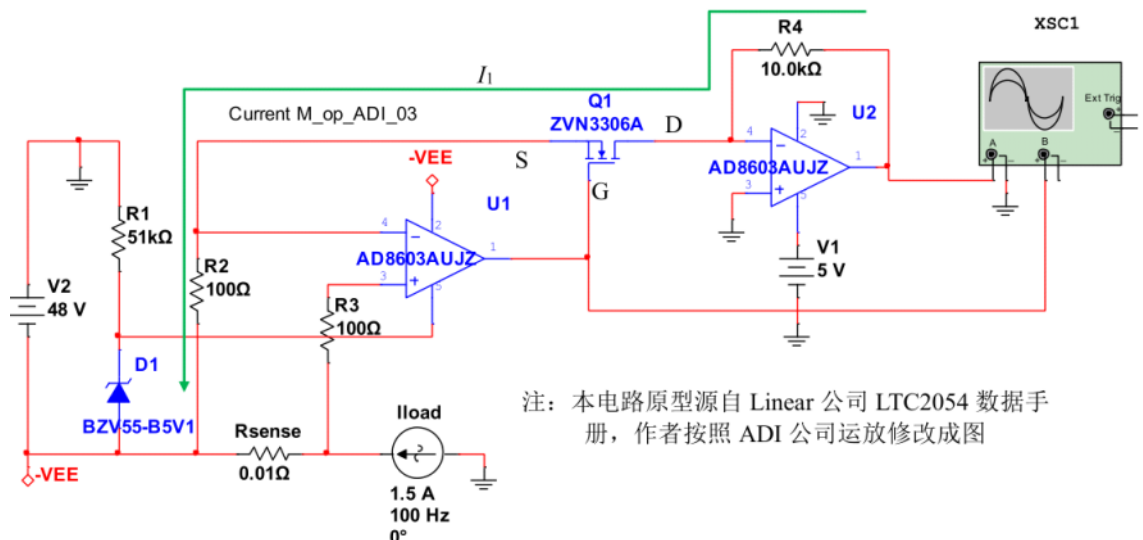 XSC1
R4
10.0kΩ
I1
Current M_op_ADI_03
Q1
ZVN3306A
D
U2
Ext Trig
S
-VEE
G
4
2
1
AD8603AUJZ
3
5
A
B
R1
51kΩ
U1
4
2
1
AD8603AUJZ
3
5
R2
100Ω
V1
5 V
V2
48 V
R3
100Ω
D1
BZV55-B5V1
注：本电路原型源自 Linear 公司 LTC2054 数据手
册，作者按照 ADI 公司运放修改成图
Iload
Rsense
0.01Ω
-VEE
1.5 A
100 Hz
0°